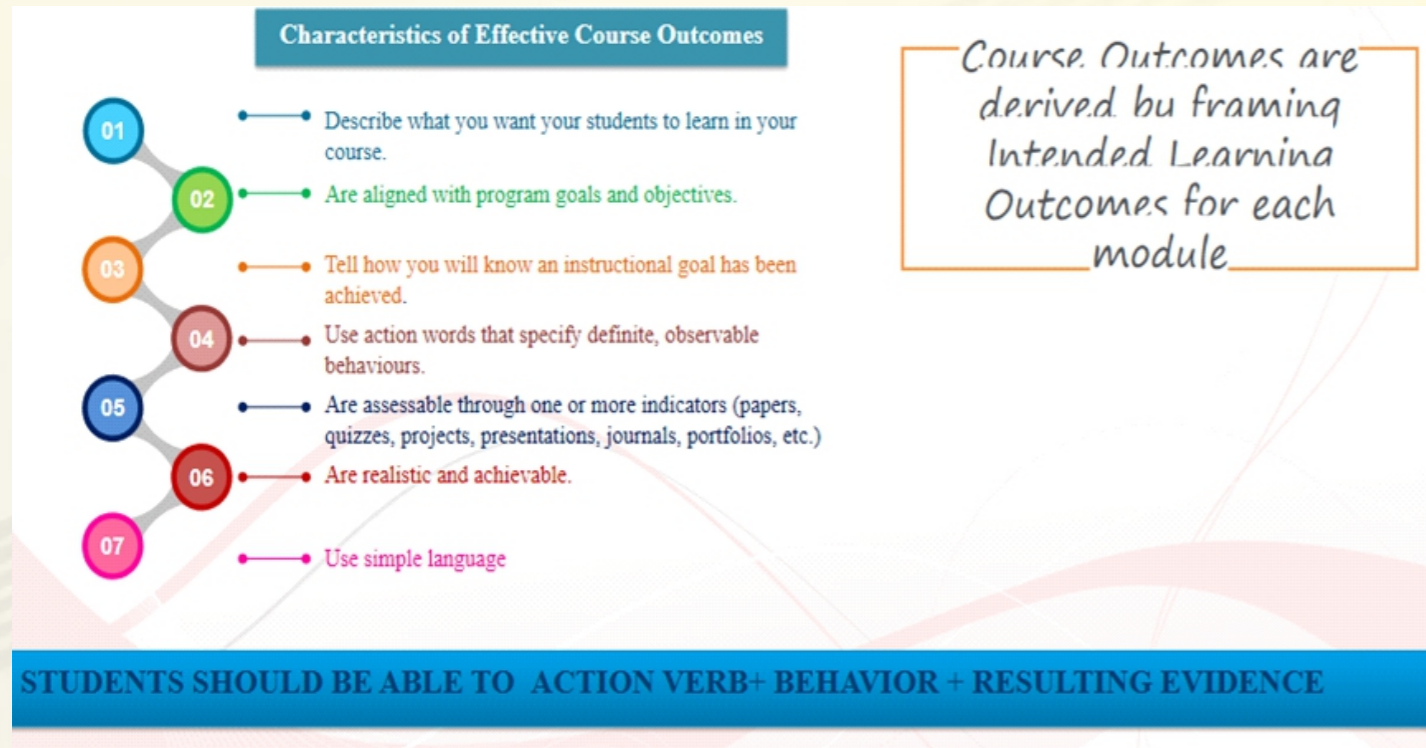 Characteristics of Effective Course Outcomes
01
Describe what you want your students to learn in your
course.
02
Are aligned with program goals and objectives.
03
Tell how you will know an instructional goal has been
achieved.
04
Use action words that specify definite, observable
behaviours.
05
Are assessable through one or more indicators (papers,
quizzes, projects, presentations, journals, portfolios, etc.)
06
Are realistic and achievable.
07
Use simple language
Course Outcomes are
derived by framing
Intended Learning
Outcomes for each
module
STUDENTS SHOULD BE ABLE TO ACTION VERB+ BEHAVIOR + RESULTING EVIDENCE